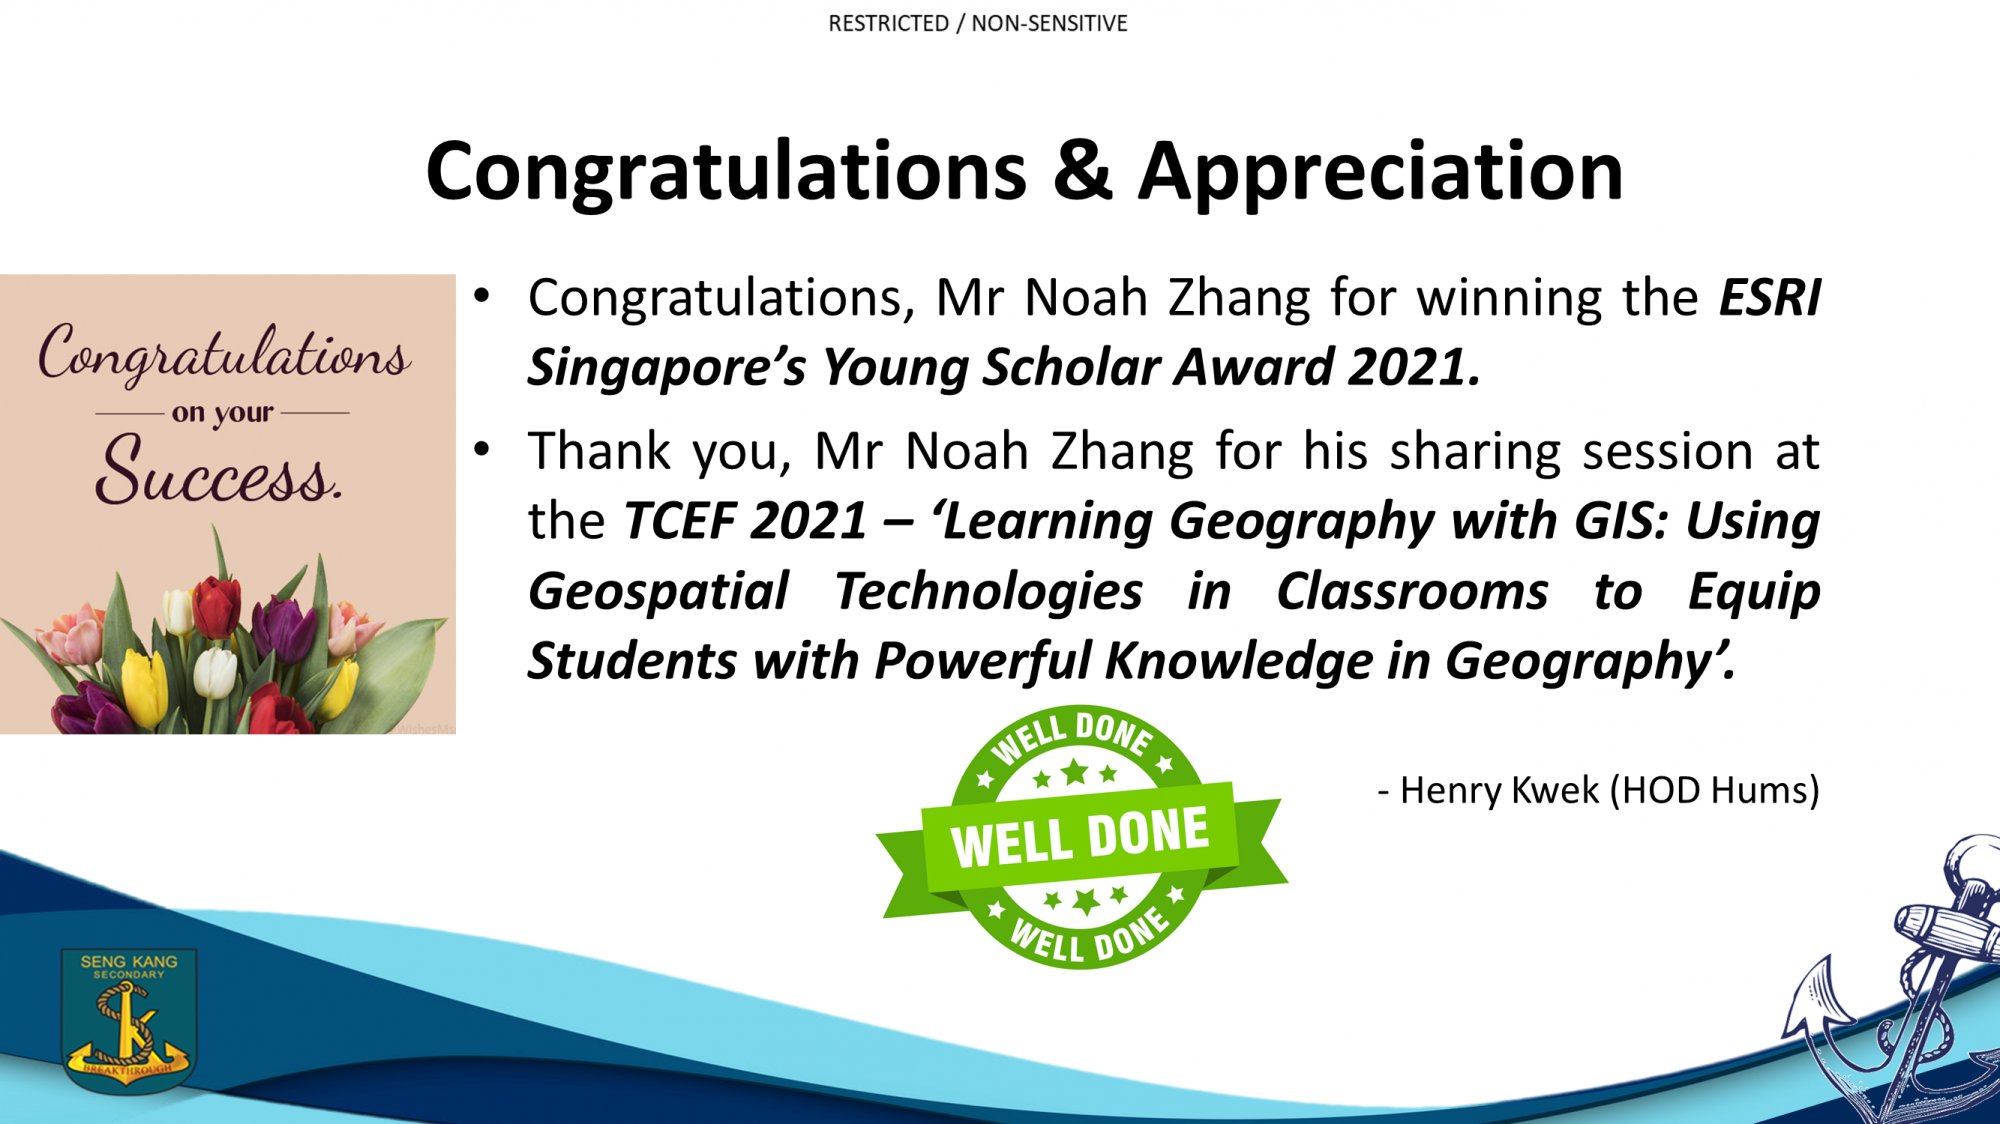 RESTRICTED / NON-SENSITIVE
Congratulations & Appreciation
Congratulations
on your
Success.
• Congratulations, Mr Noah Zhang for winning the ESRI
Singapore’s Young Scholar Award 2021.
• Thank you, Mr Noah Zhang for his sharing session at
the TCEF 2021 – ‘Learning Geography with GIS: Using
Geospatial Technologies in Classrooms to Equip
Students with Powerful Knowledge in Geography’.
WELL DONE
WELL DONE
WELL DONE
- Henry Kwek (HOD Hums)
SENG KANG
SECONDARY
BREAKTHROUGH